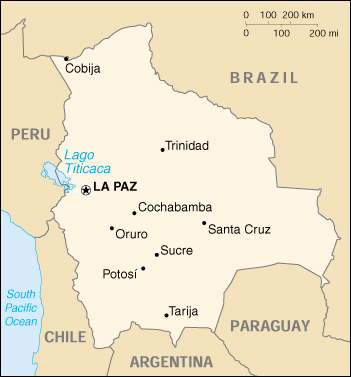 0 100 200 km
0 100 200 mi
Cobija
BRAZIL
PERU
Trinidad
Lago
Titicaca
LA PAZ
Cochabamba
Santa Cruz
Oruro
Sucre
Potosí
South
Pacific
Ocean
Tarija
PARAGUAY
CHILE
ARGENTINA